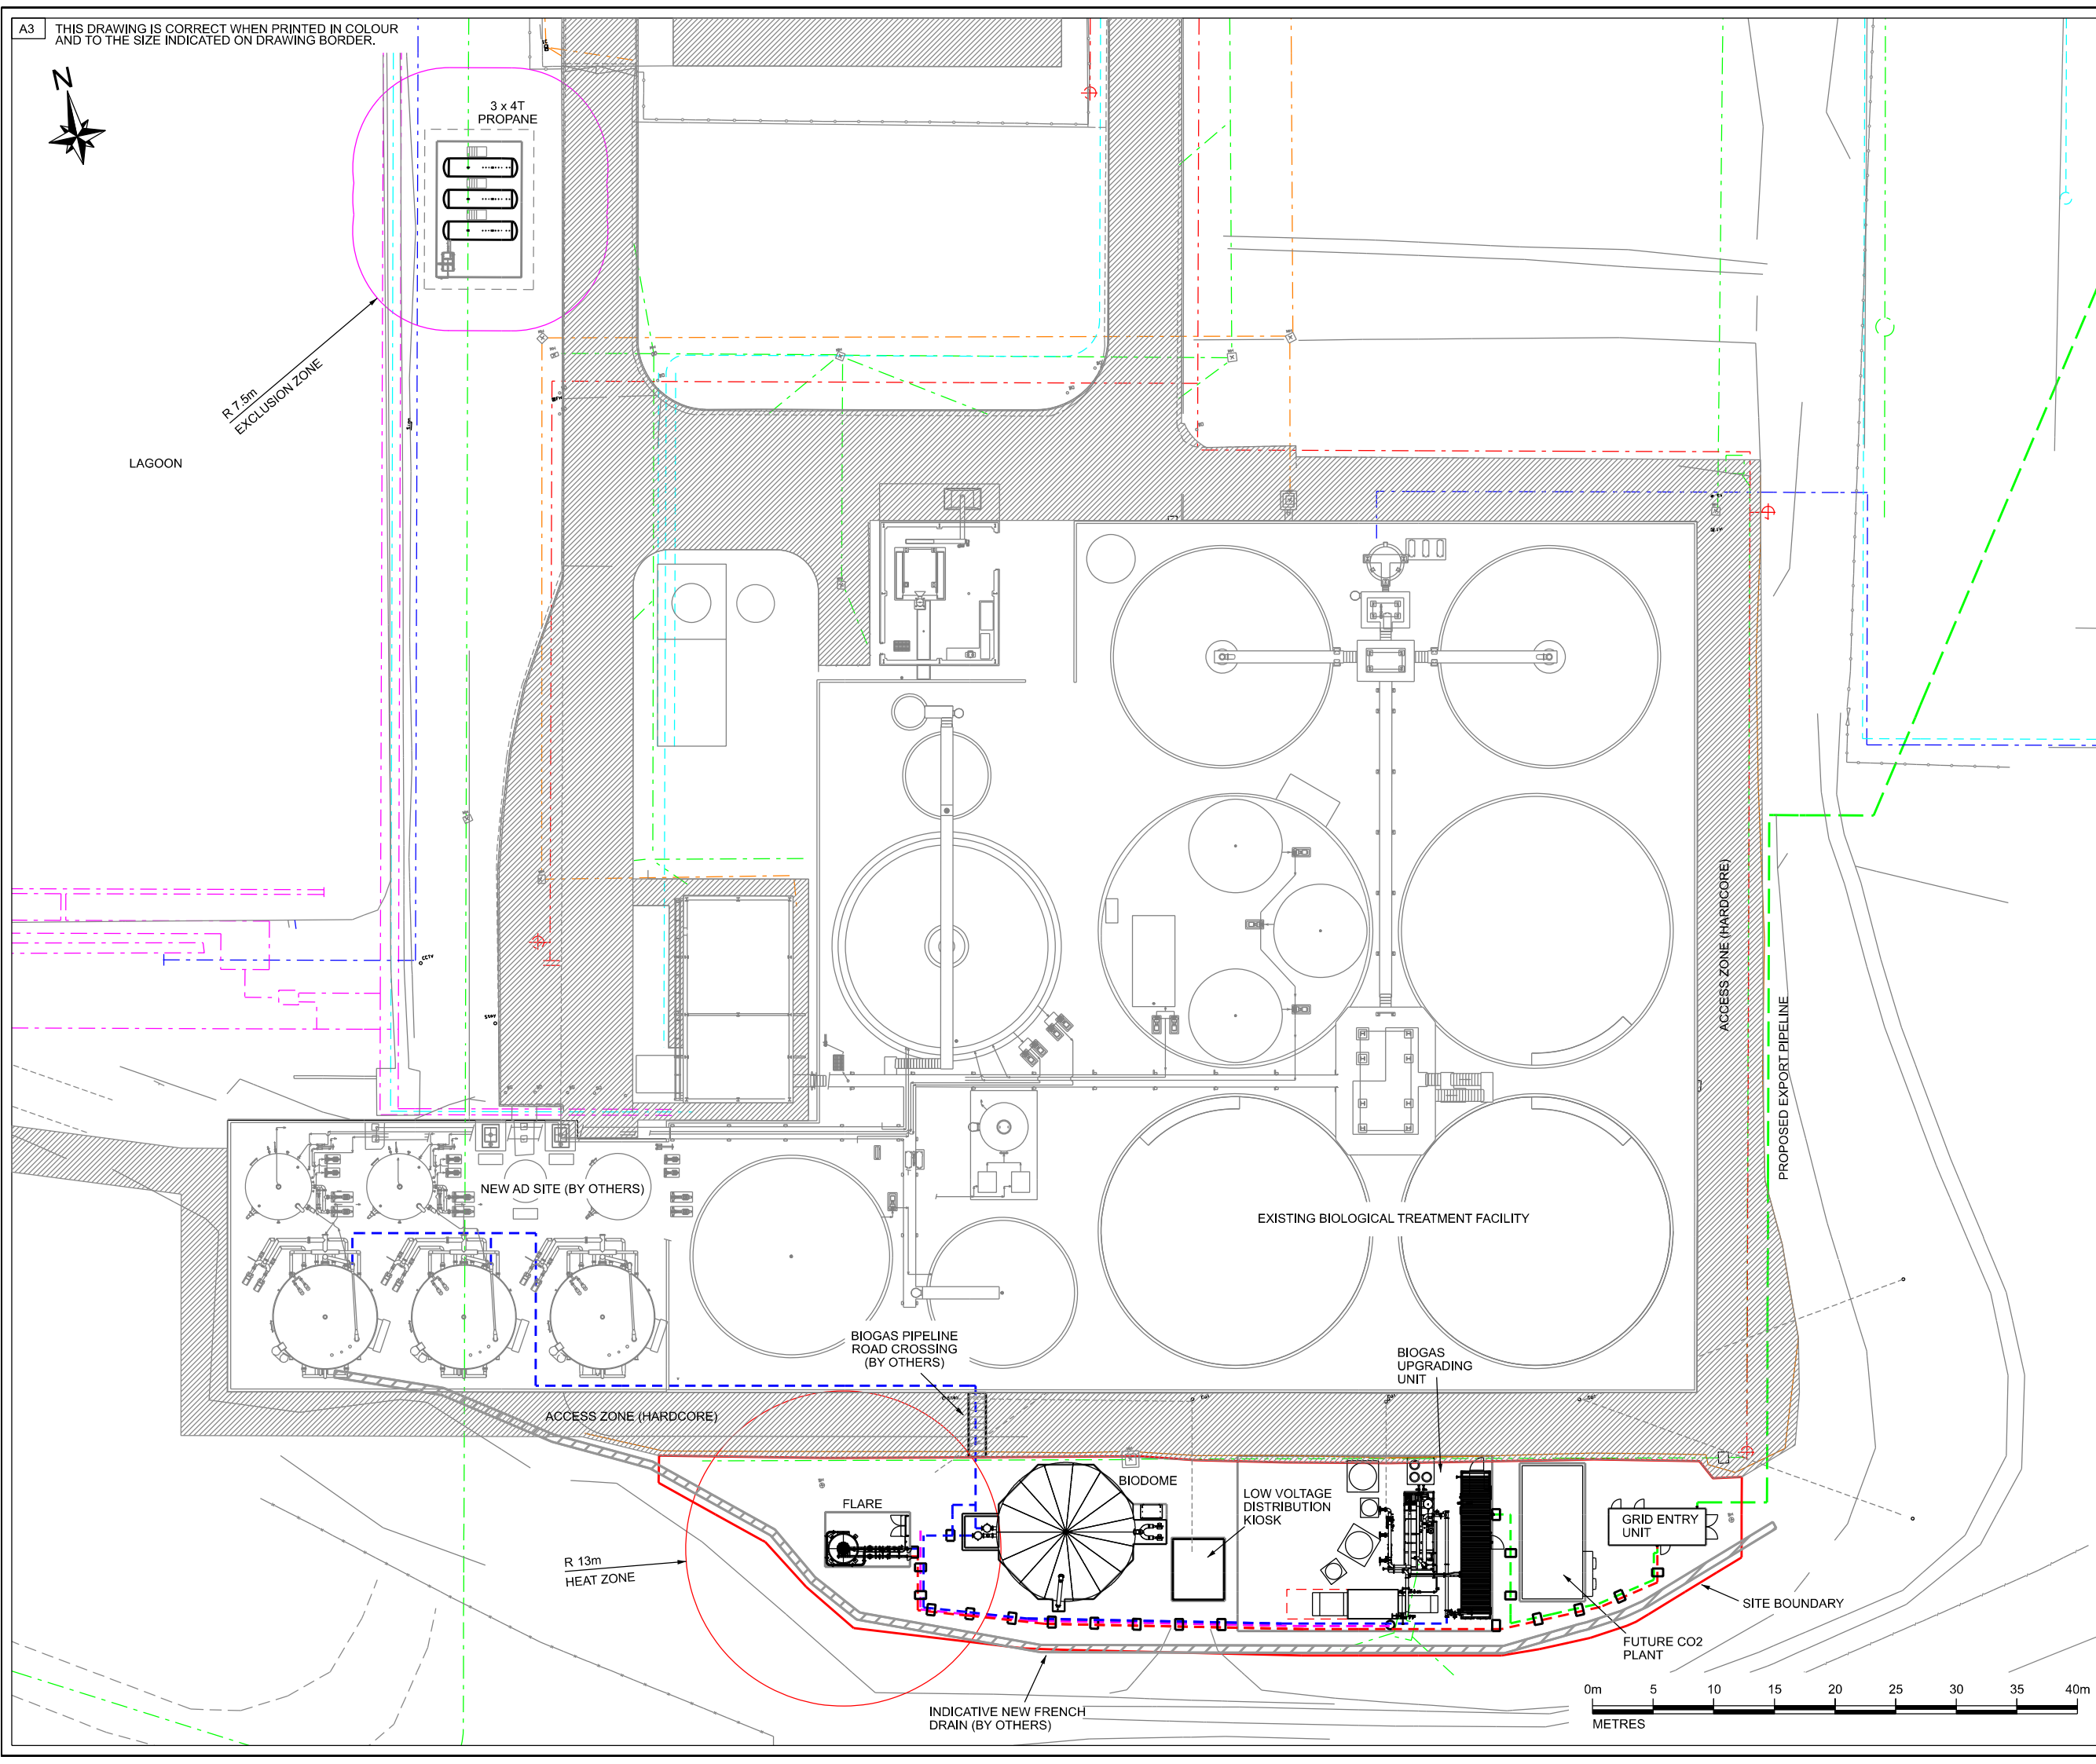 A3
THIS DRAWING IS CORRECT WHEN PRINTED IN COLOUR
AND TO THE SIZE INDICATED ON DRAWING BORDER.
N
3 x 4T
PROPANE
R 7.5m
EXCLUSION ZONE
LAGOON
ACCESS ZONE (HARDCORE)
CCTV
PROPOSED EXPORT PIPELINE
NEW AD SITE (BY OTHERS)
EXISTING BIOLOGICAL TREATMENT FACILITY
BIOGAS PIPELINE
ROAD CROSSING
(BY OTHERS)
BIOGAS
UPGRADING
UNIT
ACCESS ZONE (HARDCORE)
BIODOME
FLARE
LOW VOLTAGE
DISTRIBUTION
KIOSK
GRID ENTRY
UNIT
R 13m
HEAT ZONE
SITE BOUNDARY
FUTURE CO2
PLANT
INDICATIVE NEW FRENCH
DRAIN (BY OTHERS)
0m 5 10 15 20 25 30 35 40m
METRES